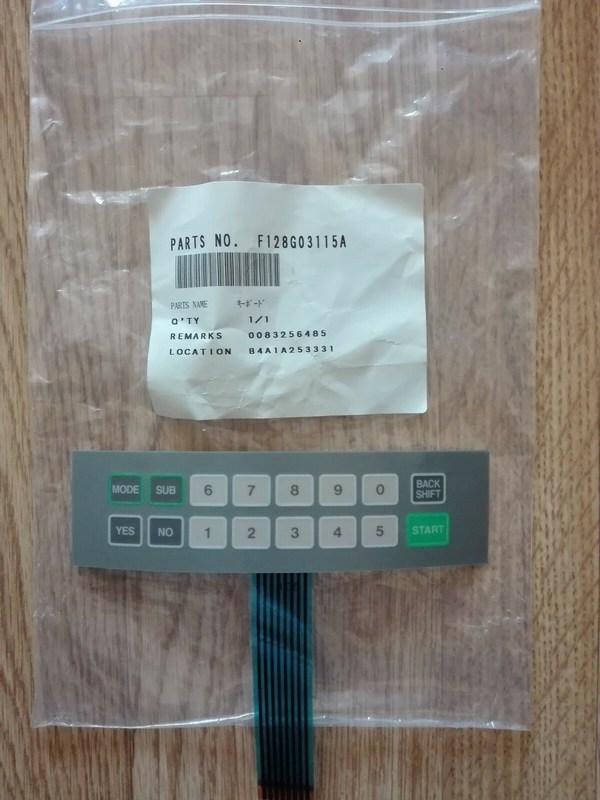 PARTS NO. F128G03115A
PARTS NAME ｷｰﾎﾞｰﾄﾞ
Q'TY 1/1
REMARKS 0083256485
LOCATION B4A1A253331
MODE SUB 6 7 8 9 0 BACK SHIFT
YES NO 1 2 3 4 5 START